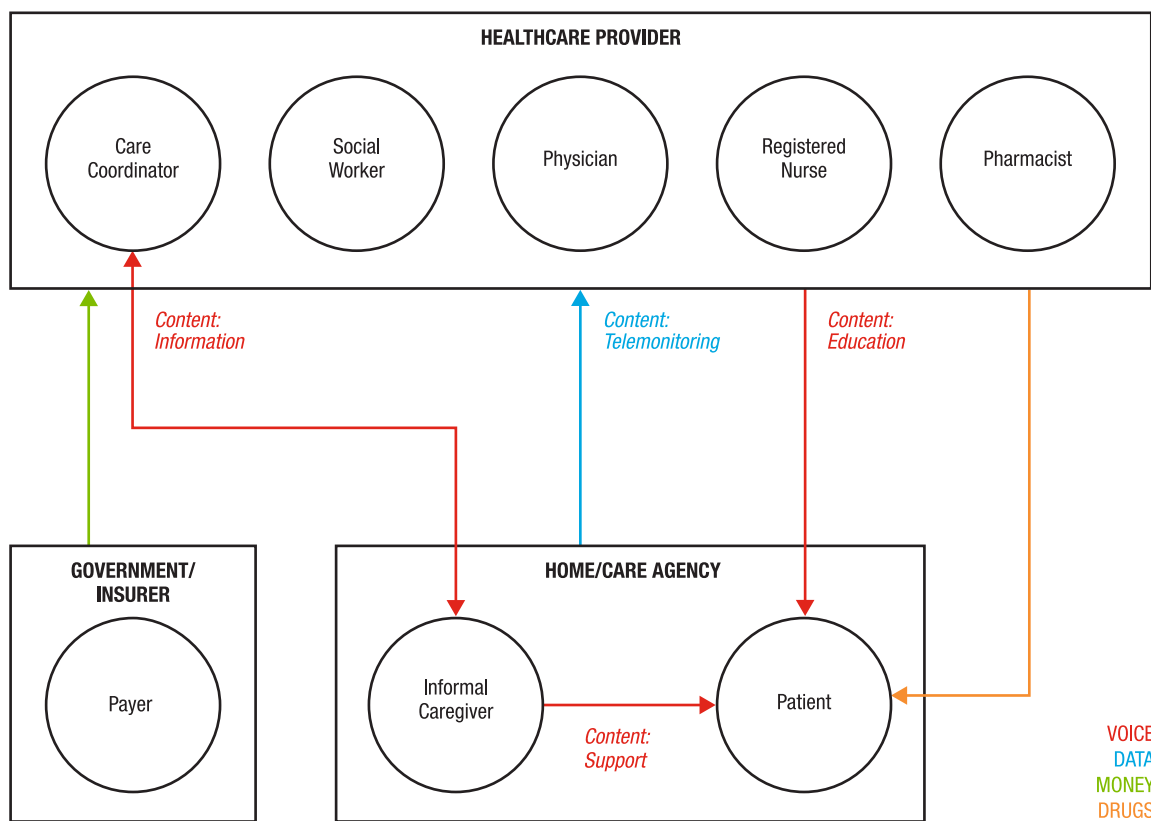 HEALTHCARE PROVIDER
Care
Coordinator
Social
Worker
Physician
Registered
Nurse
Pharmacist
Content:
Information
Content:
Telemonitoring
Content:
Education
GOVERNMENT/
INSURER
Payer
HOME/CARE AGENCY
Informal
Caregiver
Content:
Support
Patient
VOICE
DATA
MONEY
DRUGS